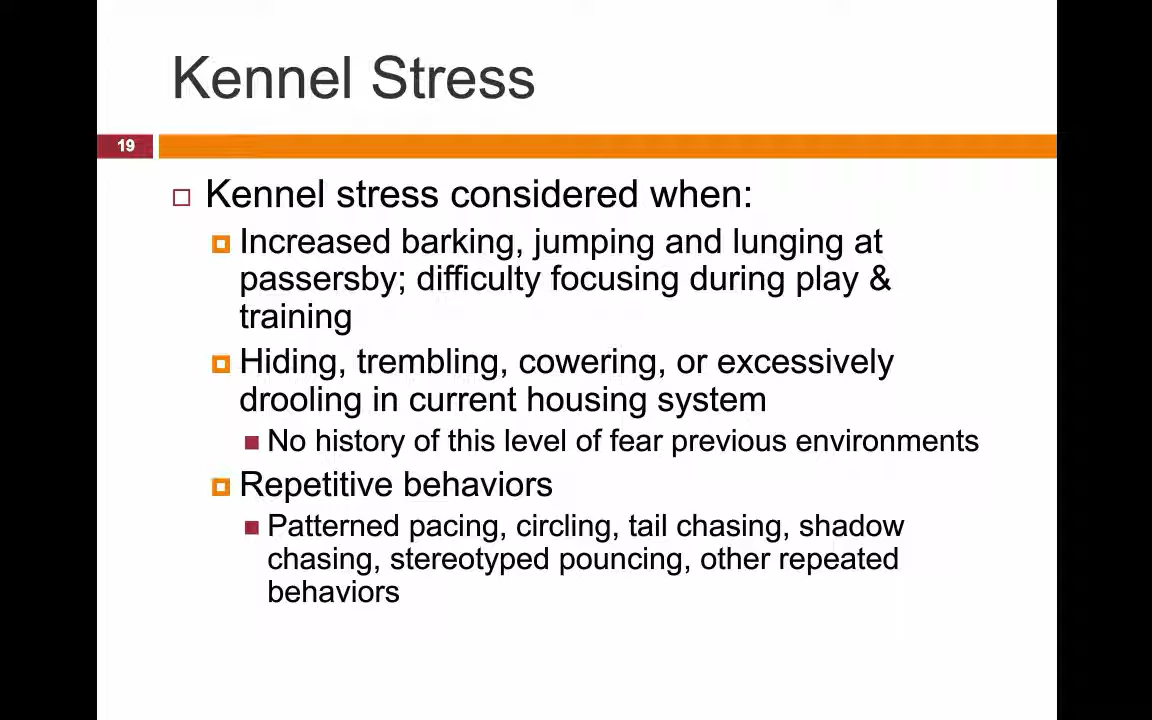 Kennel Stress
19
Kennel stress considered when:
Increased barking, jumping and lunging at
passersby; difficulty focusing during play &
training
Hiding, trembling, cowering, or excessively
drooling in current housing system
No history of this level of fear previous environments
Repetitive behaviors
Patterned pacing, circling, tail chasing, shadow
chasing, stereotyped pouncing, other repeated
behaviors